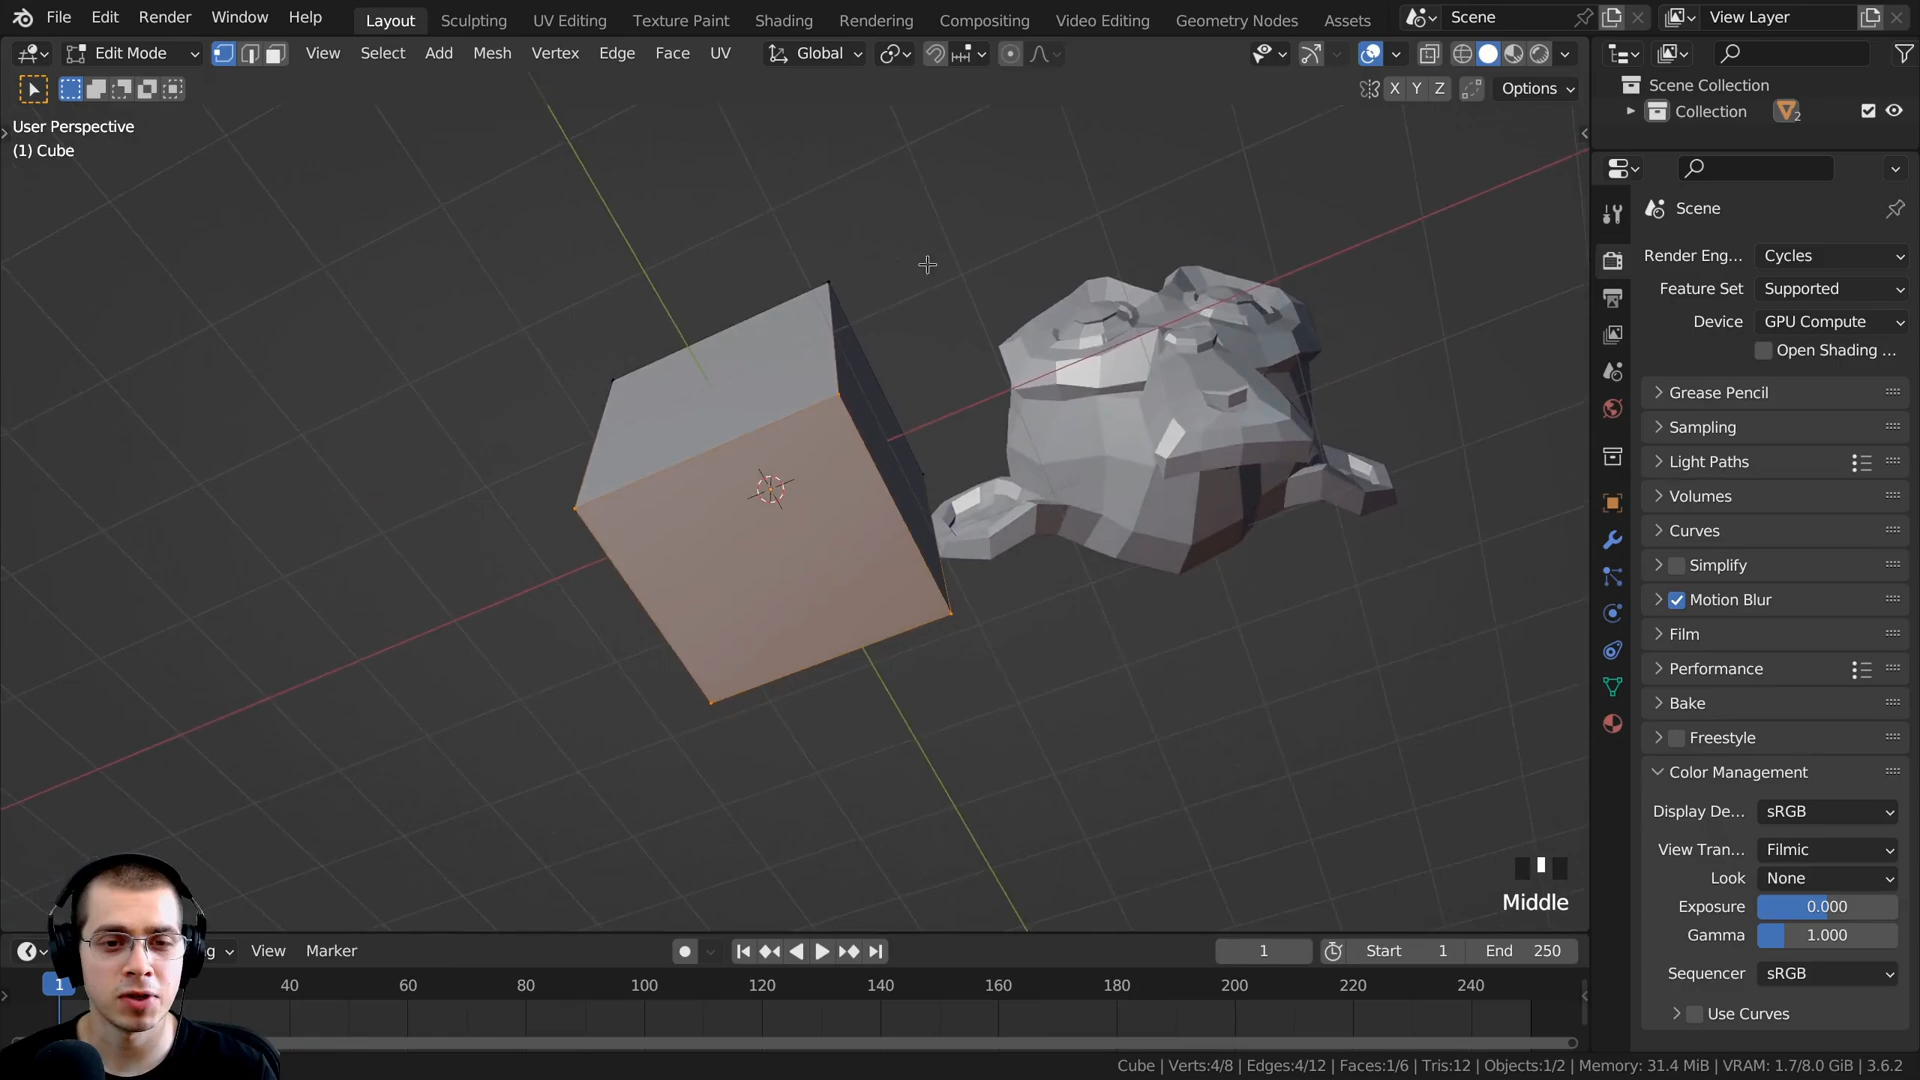 File Edit Render Window Help Layout Sculpting UV Editing Texture Paint Shading Animation Rendering Compositing Video Editing Geometry Nodes Assets Scene View Layer
Edit Mode View Select Add Mesh Vertex Edge Face UV Global
X Y Z Options
User Perspective
(1) Cube
Scene Collection
Collection 2
Scene
Render Eng... Cycles
Feature Set Supported
Device GPU Compute
Open Shading ...
Grease Pencil
Sampling
Light Paths
Volumes
Curves
Simplify
Motion Blur
Film
Performance
Bake
Freestyle
Color Management
Display De... sRGB
View Tran... Filmic
Look None
Exposure 0.000
Gamma 1.000
Sequencer sRGB
Use Curves
Middle
g View Marker 1 Start 1 End 250
1 40 60 80 100 120 140 160 180 200 220 240
Cube | Verts:4/8 | Edges:4/12 | Faces:1/6 | Tris:12 | Objects:1/2 | Memory: 31.4 MiB | VRAM: 1.7/8.0 GiB | 3.6.2